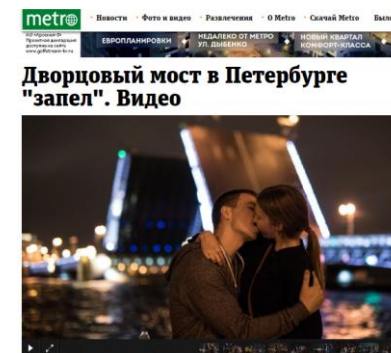 metro
Новости
Фото и видео
Развлечения
О Metro
Скачай Metro
ЕВРОПЛАНИРОВКИ
НЕДАЛЕКО ОТ МЕТРО
УЛ. ДЫБЕНКО
НОВЫЙ КВАРТАЛ
КОМФОРТ-КЛАССА
Дворцовый мост в Петербурге
"запел". Видео